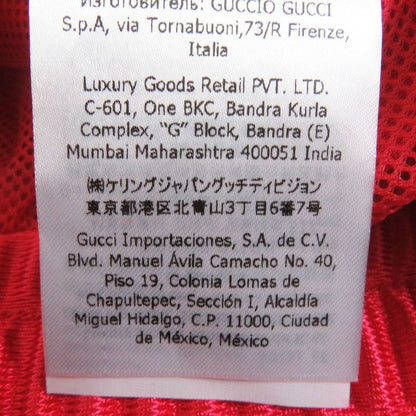 Изготовитель: GUCCIO GUCCI
S.p.A, via Tornabuoni,73/R Firenze,
Italia
Luxury Goods Retail PVT. LTD.
C-601, One BKC, Bandra Kurla
Complex, "G" Block, Bandra (E)
Mumbai Maharashtra 400051 India
㈱ケリングジャパングッチディビジョン
東京都港区北青山3丁目6番7号
Gucci Importaciones, S.A. de C.V.
Blvd. Manuel Ávila Camacho No. 40,
Piso 19, Colonia Lomas de
Chapultepec, Sección I, Alcaldía
Miguel Hidalgo, C.P. 11000, Ciudad
de México, México